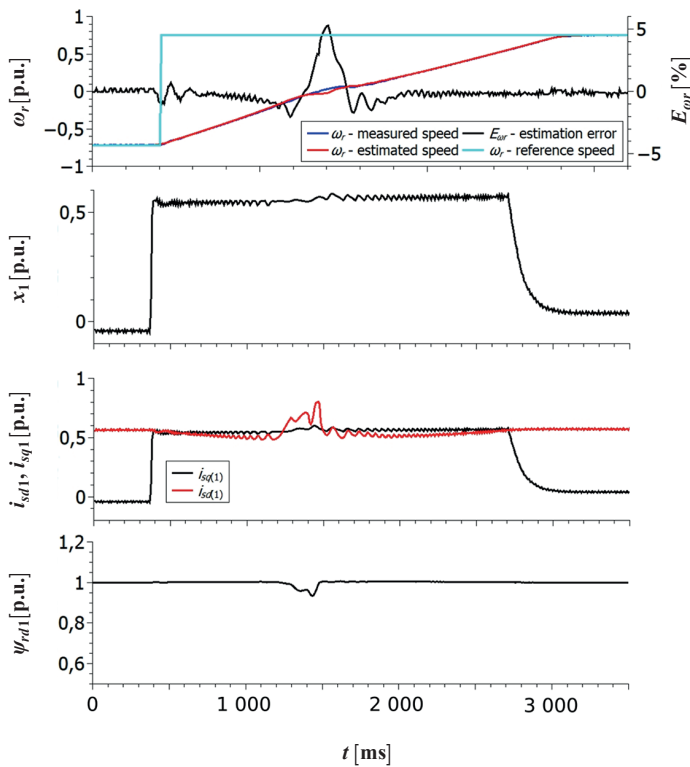 1
0,5
0
−0,5
−1
ωr [p.u.]
5
0
−5
Eωr [%]
ωr - measured speed
Eωr - estimation error
ωr - estimated speed
ωr - reference speed
0,5
0
x1 [p.u.]
1
0,5
0
isd1, isq1 [p.u.]
isq(1)
isd(1)
1,2
1
0,8
0,6
ψrd1 [p.u.]
0
1 000
2 000
3 000
t [ms]